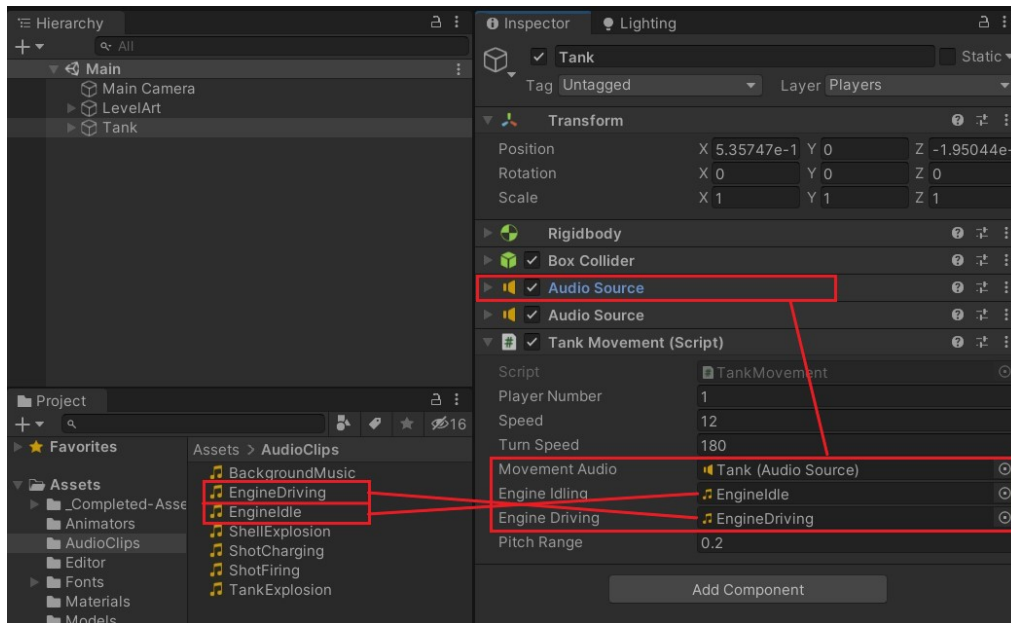 Hierarchy
All
Main
Main Camera
LevelArt
Tank
Project
16
Favorites
Assets
_Completed-Asse
Animators
AudioClips
Editor
Fonts
Materials
Models
Assets > AudioClips
BackgroundMusic
EngineDriving
EngineIdle
ShellExplosion
ShotCharging
ShotFiring
TankExplosion
Inspector Lighting
Tank Static
Tag Untagged Layer Players
Transform
Position X 5.35747e-1 Y 0 Z -1.95044e-
Rotation X 0 Y 0 Z 0
Scale X 1 Y 1 Z 1
Rigidbody
Box Collider
Audio Source
Audio Source
# Tank Movement (Script)
Script TankMovement
Player Number 1
Speed 12
Turn Speed 180
Movement Audio Tank (Audio Source)
Engine Idling EngineIdle
Engine Driving EngineDriving
Pitch Range 0.2
Add Component